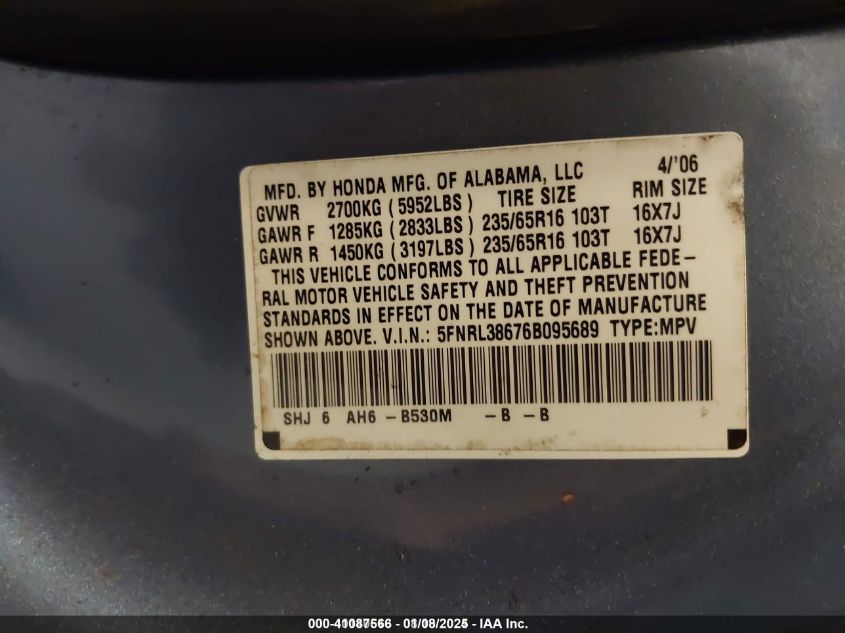 MFD. BY HONDA MFG. OF ALABAMA, LLC 4/'06
GVWR 2700KG (5952LBS) TIRE SIZE RIM SIZE
GAWR F 1285KG (2833LBS) 235/65R16 103T 16X7J
GAWR R 1450KG (3197LBS) 235/65R16 103T 16X7J
THIS VEHICLE CONFORMS TO ALL APPLICABLE FEDE-
RAL MOTOR VEHICLE SAFETY AND THEFT PREVENTION
STANDARDS IN EFFECT ON THE DATE OF MANUFACTURE
SHOWN ABOVE. V.I.N.: 5FNRL38676B095689 TYPE:MPV
SHJ 6 AH6 -B530M -B -B
000-41087566 - 01/08/2025 - IAA Inc.